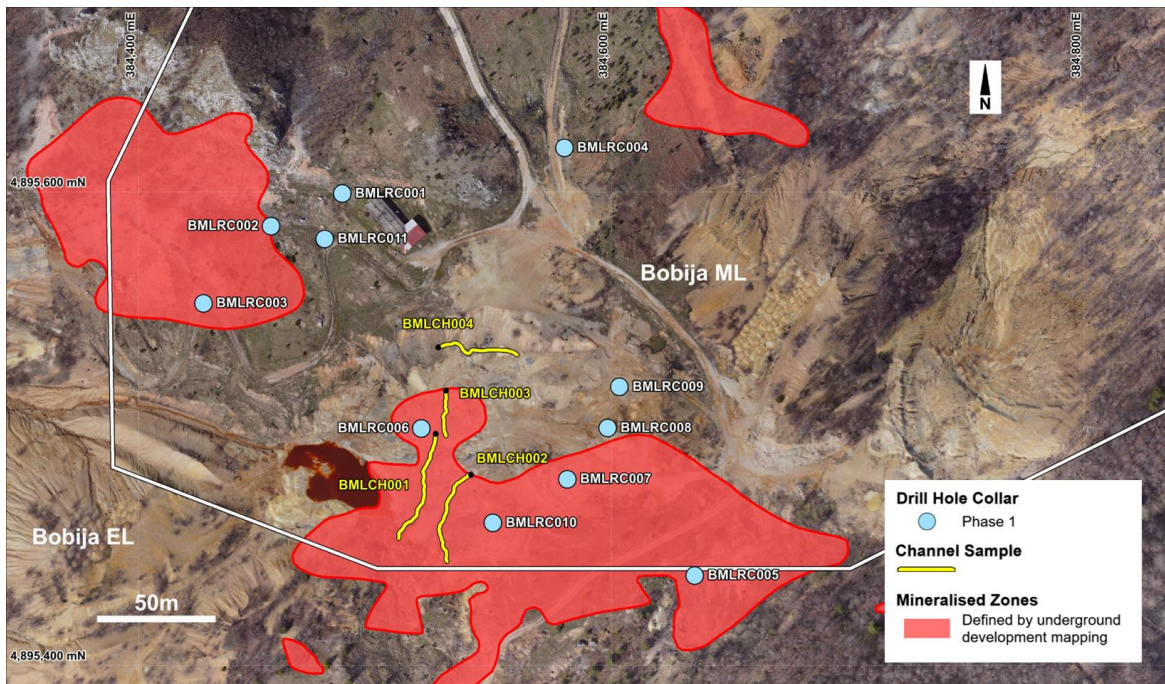 384,400 mE
384,600 mE
384,800 mE
N
BMLRC004
4,895,600 mN
BMLRC001
BMLRC002
BMLRC011
Bobija ML
BMLRC003
BMLCH004
BMLRC009
BMLCH003
BMLRC006
BMLRC008
BMLCH002
BMLCH001
BMLRC007
BMLRC010
Bobija EL
BMLRC005
50m
4,895,400 mN
Drill Hole Collar
Phase 1
Channel Sample
Mineralised Zones
Defined by underground
development mapping